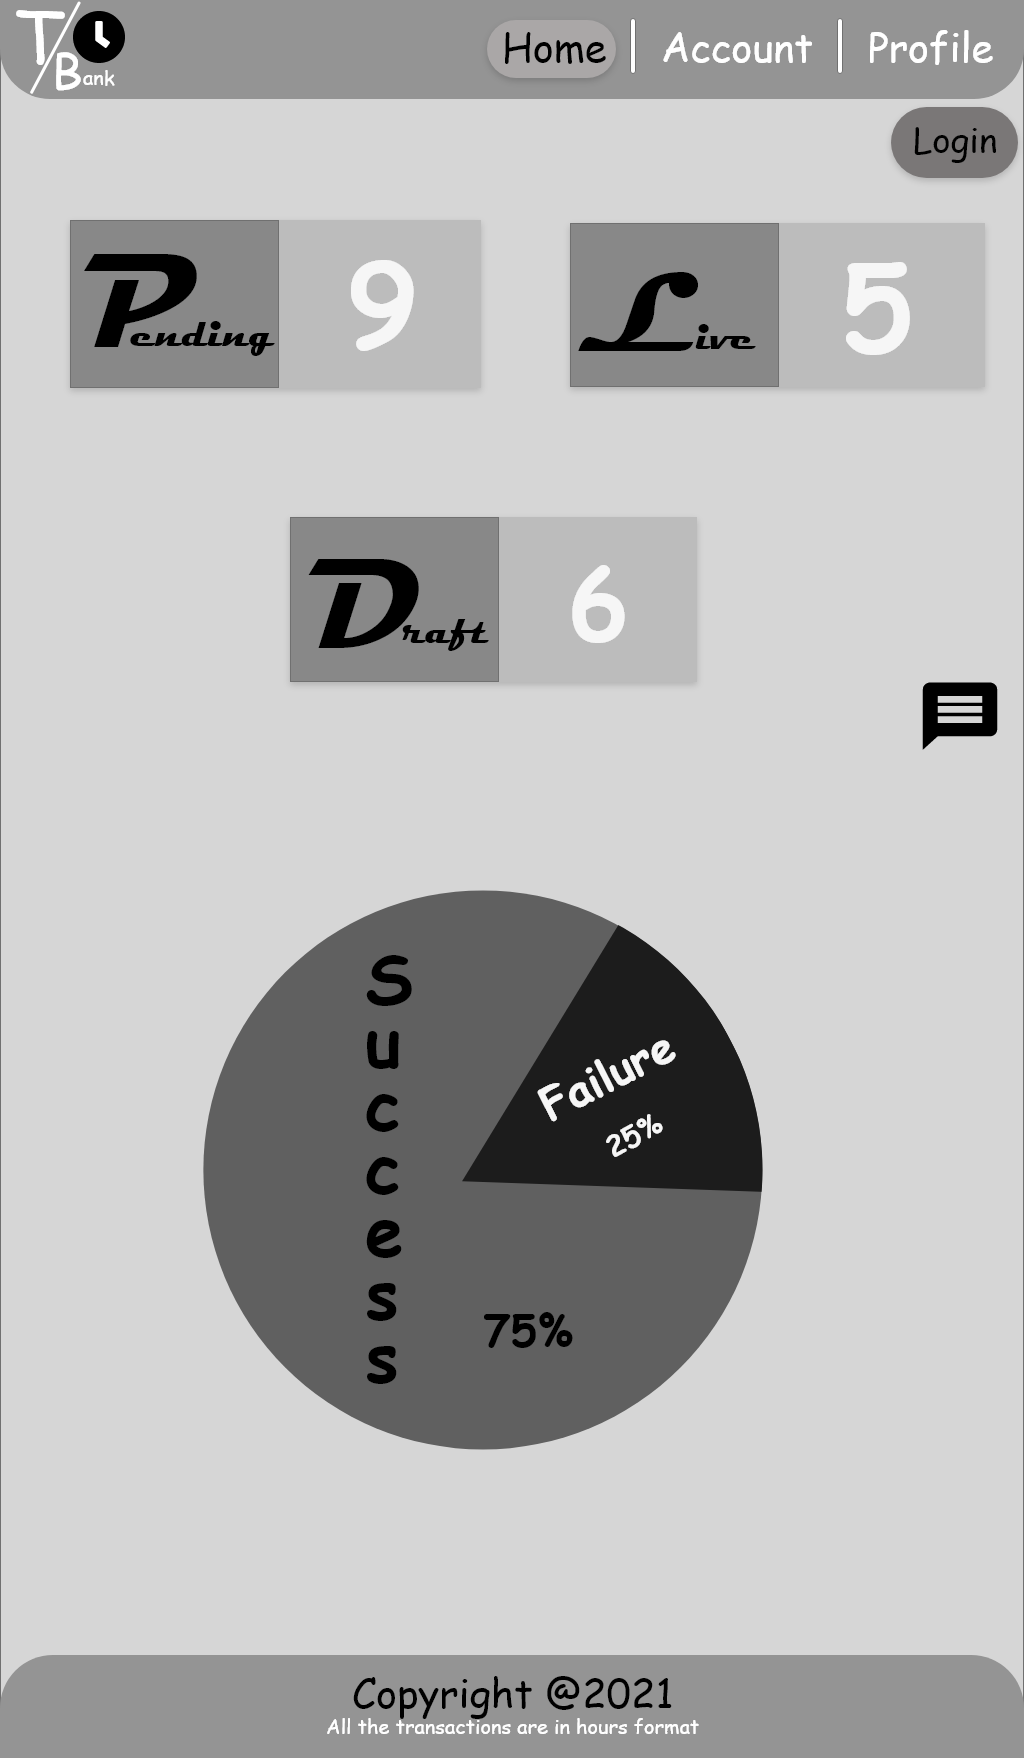 T/Bank
Home | Account | Profile
Login
Pending 9
Live 5
Draft 6
Success
75%
Failure
25%
Copyright @2021
All the transactions are in hours format